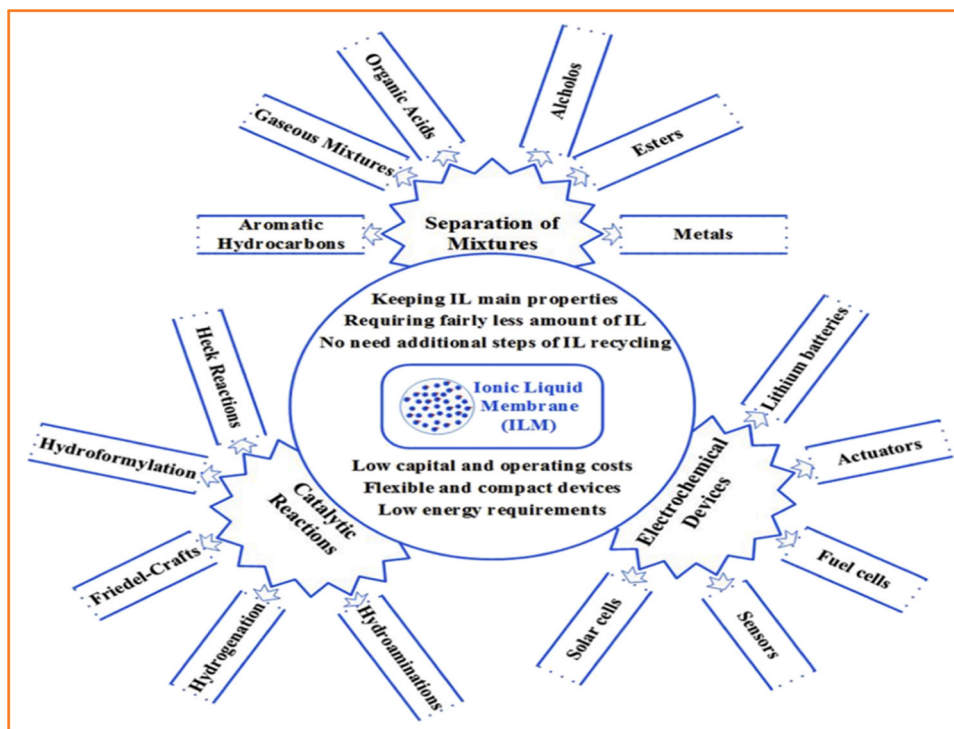 Organic Acids
Alcholos
Gaseous Mixtures
Esters
Aromatic
Hydrocarbons
Separation of
Mixtures
Metals
Keeping IL main properties
Requiring fairly less amount of IL
No need additional steps of IL recycling
Ionic Liquid
Membrane
(ILM)
Low capital and operating costs
Flexible and compact devices
Low energy requirements
Heck Reactions
Hydroformylation
Catalytic
Reactions
Friedel-Crafts
Hydrogenation
Hydroaminations
Lithium batteries
Actuators
Electrochemical
Devices
Fuel cells
Sensors
Solar cells